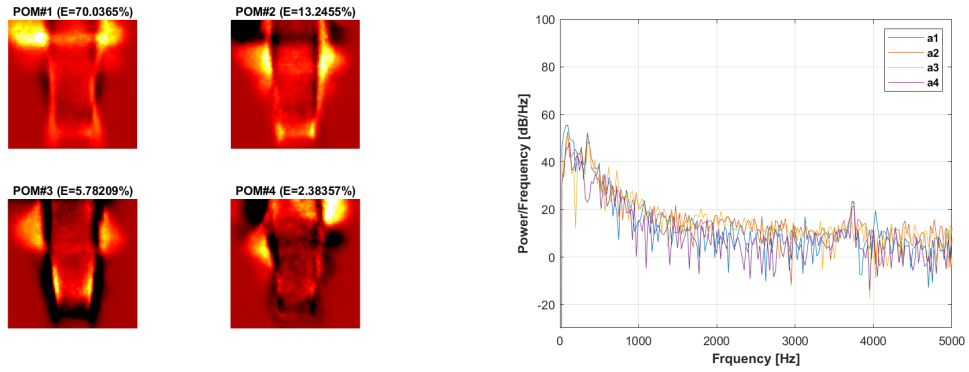 POM#1 (E=70.0365%)
POM#2 (E=13.2455%)
POM#3 (E=5.78209%)
POM#4 (E=2.38357%)
100
80
60
40
20
0
-20
Power/Frequency [dB/Hz]
a1
a2
a3
a4
0 1000 2000 3000 4000 5000
Frquency [Hz]